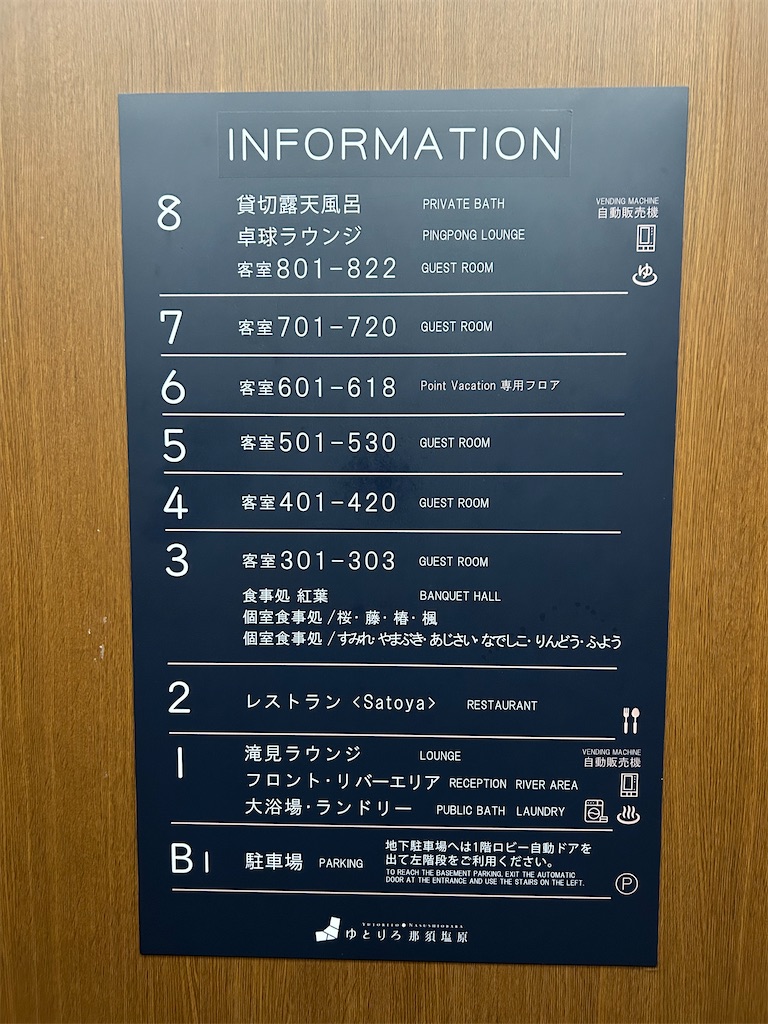 INFORMATION
8 貸切露天風呂 PRIVATE BATH
VENDING MACHINE
自動販売機
卓球ラウンジ PINGPONG LOUNGE
客室801-822 GUEST ROOM
ゆ
7 客室701-720 GUEST ROOM
6 客室601-618 Point Vacation 専用フロア
5 客室501-530 GUEST ROOM
4 客室401-420 GUEST ROOM
3 客室301-303 GUEST ROOM
食事処 紅葉 BANQUET HALL
個室食事処 /桜・藤・椿・楓
個室食事処 /すみれ・やまぶき・あじさい・なでしこ・りんどう・ふよう
2 レストラン <Satoya> RESTAURANT
1 滝見ラウンジ LOUNGE
VENDING MACHINE
自動販売機
フロント・リバーエリア RECEPTION RIVER AREA
大浴場・ランドリー PUBLIC BATH LAUNDRY
B1 駐車場 PARKING
地下駐車場へは1階ロビー自動ドアを
出て左階段をご利用ください。
TO REACH THE BASEMENT PARKING, EXIT THE AUTOMATIC
DOOR AT THE ENTRANCE AND USE THE STAIRS ON THE LEFT.
P
YUTORELO NASUSHIOBARA
ゆとりろ那須塩原